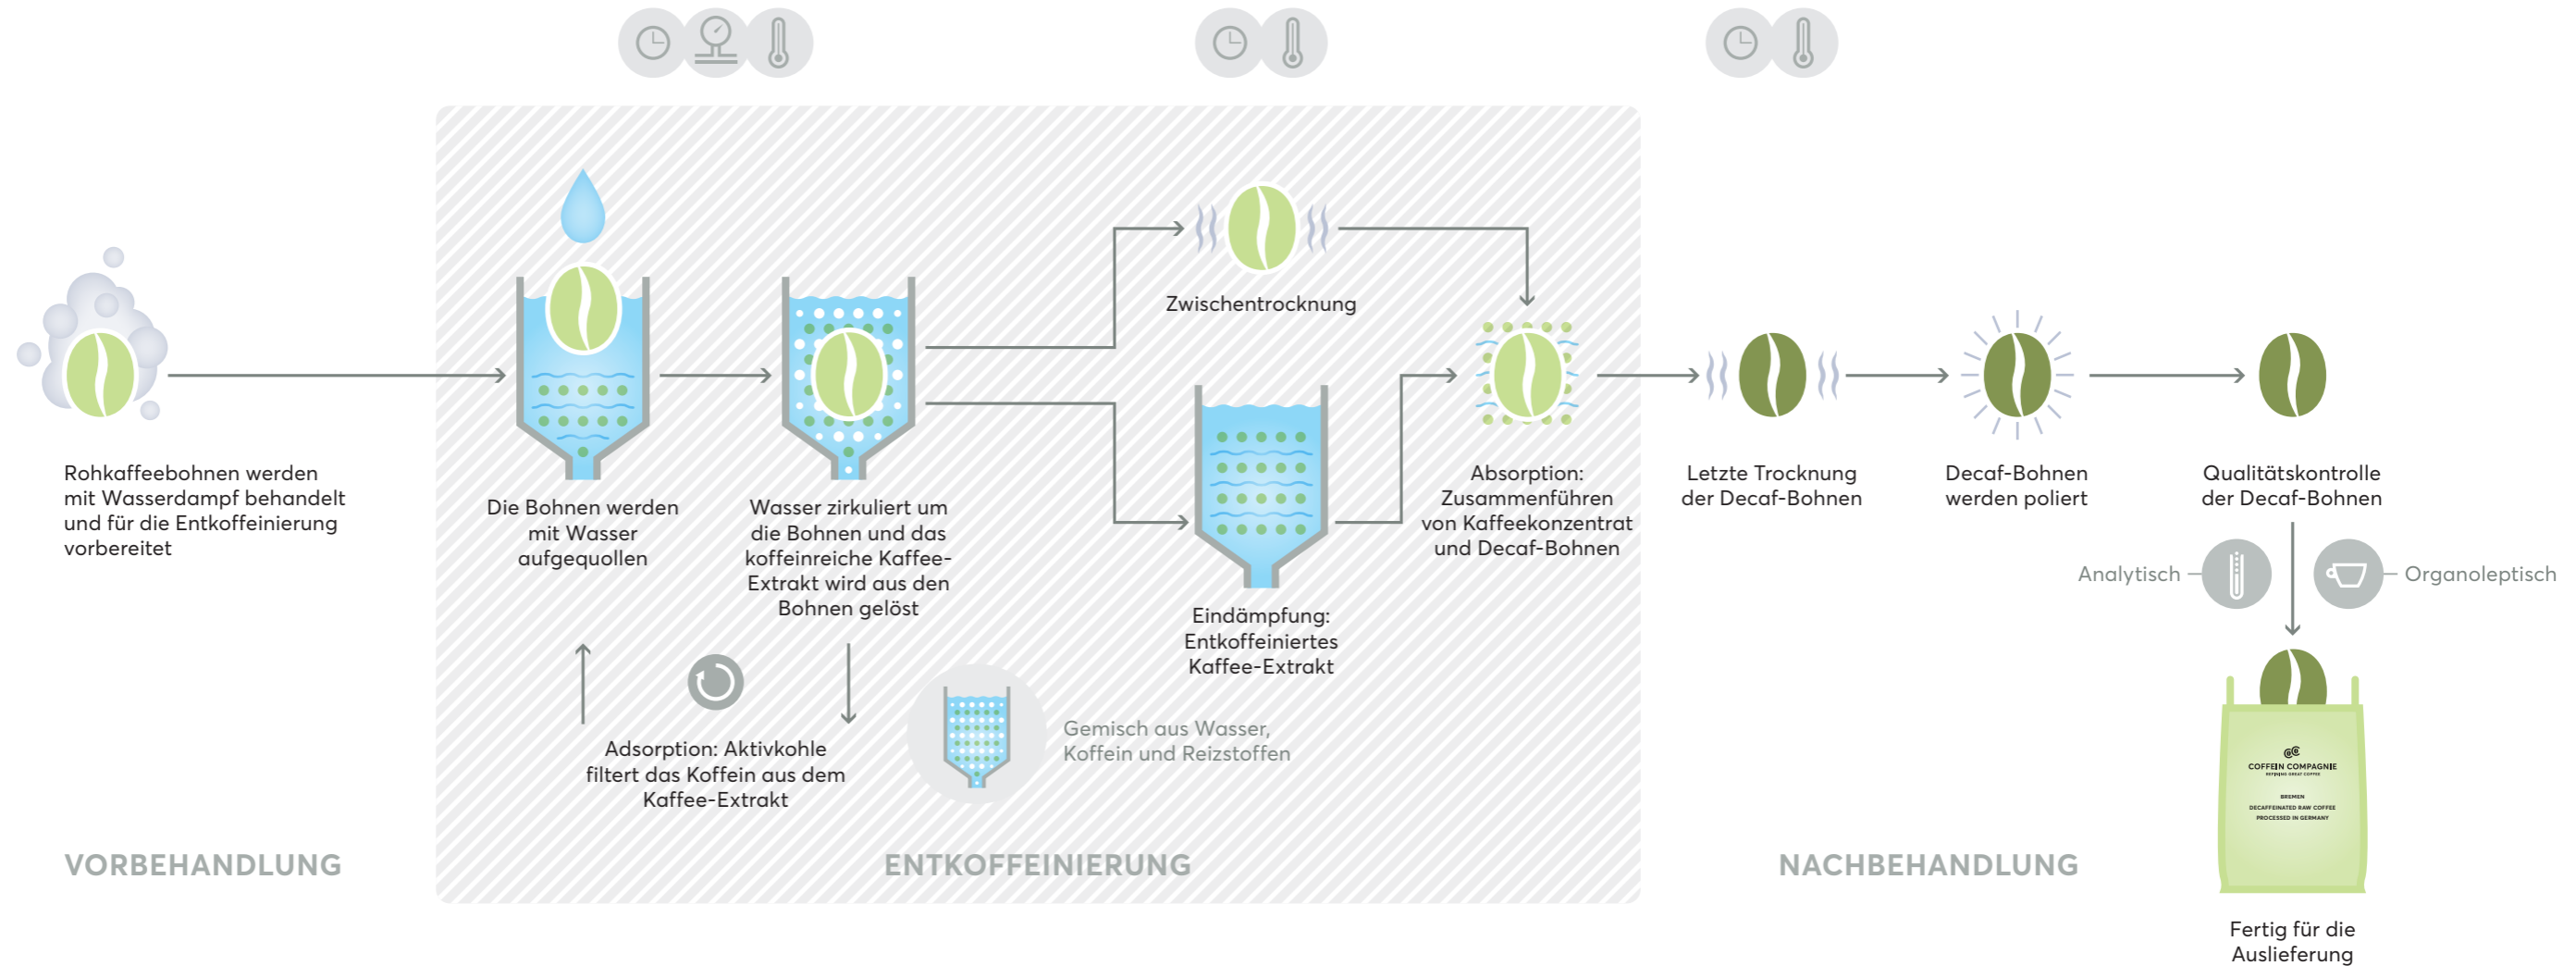 Rohkaffeebohnen werden
mit Wasserdampf behandelt
und für die Entkoffeinierung
vorbereitet
Die Bohnen werden
mit Wasser
aufgequollen
Wasser zirkuliert um
die Bohnen und das
koffeinreiche Kaffee-
Extrakt wird aus den
Bohnen gelöst
Adsorption: Aktivkohle
filtert das Koffein aus dem
Kaffee-Extrakt
Gemisch aus Wasser,
Koffein und Reizstoffen
Zwischentrocknung
Eindämpfung:
Entkoffeiniertes
Kaffee-Extrakt
Absorption:
Zusammenführen
von Kaffeekonzentrat
und Decaf-Bohnen
Letzte Trocknung
der Decaf-Bohnen
Decaf-Bohnen
werden poliert
Qualitätskontrolle
der Decaf-Bohnen
Analytisch
Organoleptisch
COFFEIN COMPAGNIE
REFINING GREAT COFFEE
BREMEN
DECAFFEINATED RAW COFFEE
PROCESSED IN GERMANY
Fertig für die
Auslieferung
VORBEHANDLUNG
ENTKOFFEINIERUNG
NACHBEHANDLUNG